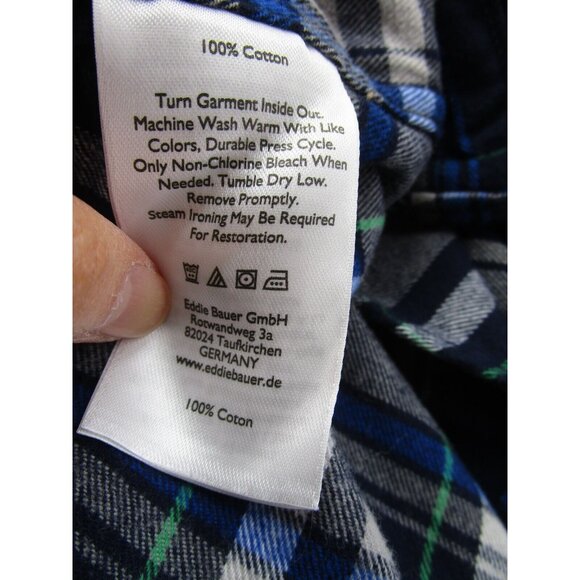 100% Cotton
Turn Garment Inside Out.
Machine Wash Warm With Like
Colors, Durable Press Cycle.
Only Non-Chlorine Bleach When
Needed. Tumble Dry Low.
Remove Promptly.
Steam Ironing May Be Required
For Restoration.
Eddie Bauer GmbH
Rotwandweg 3a
82024 Taufkirchen
GERMANY
www.eddiebauer.de
100% Coton